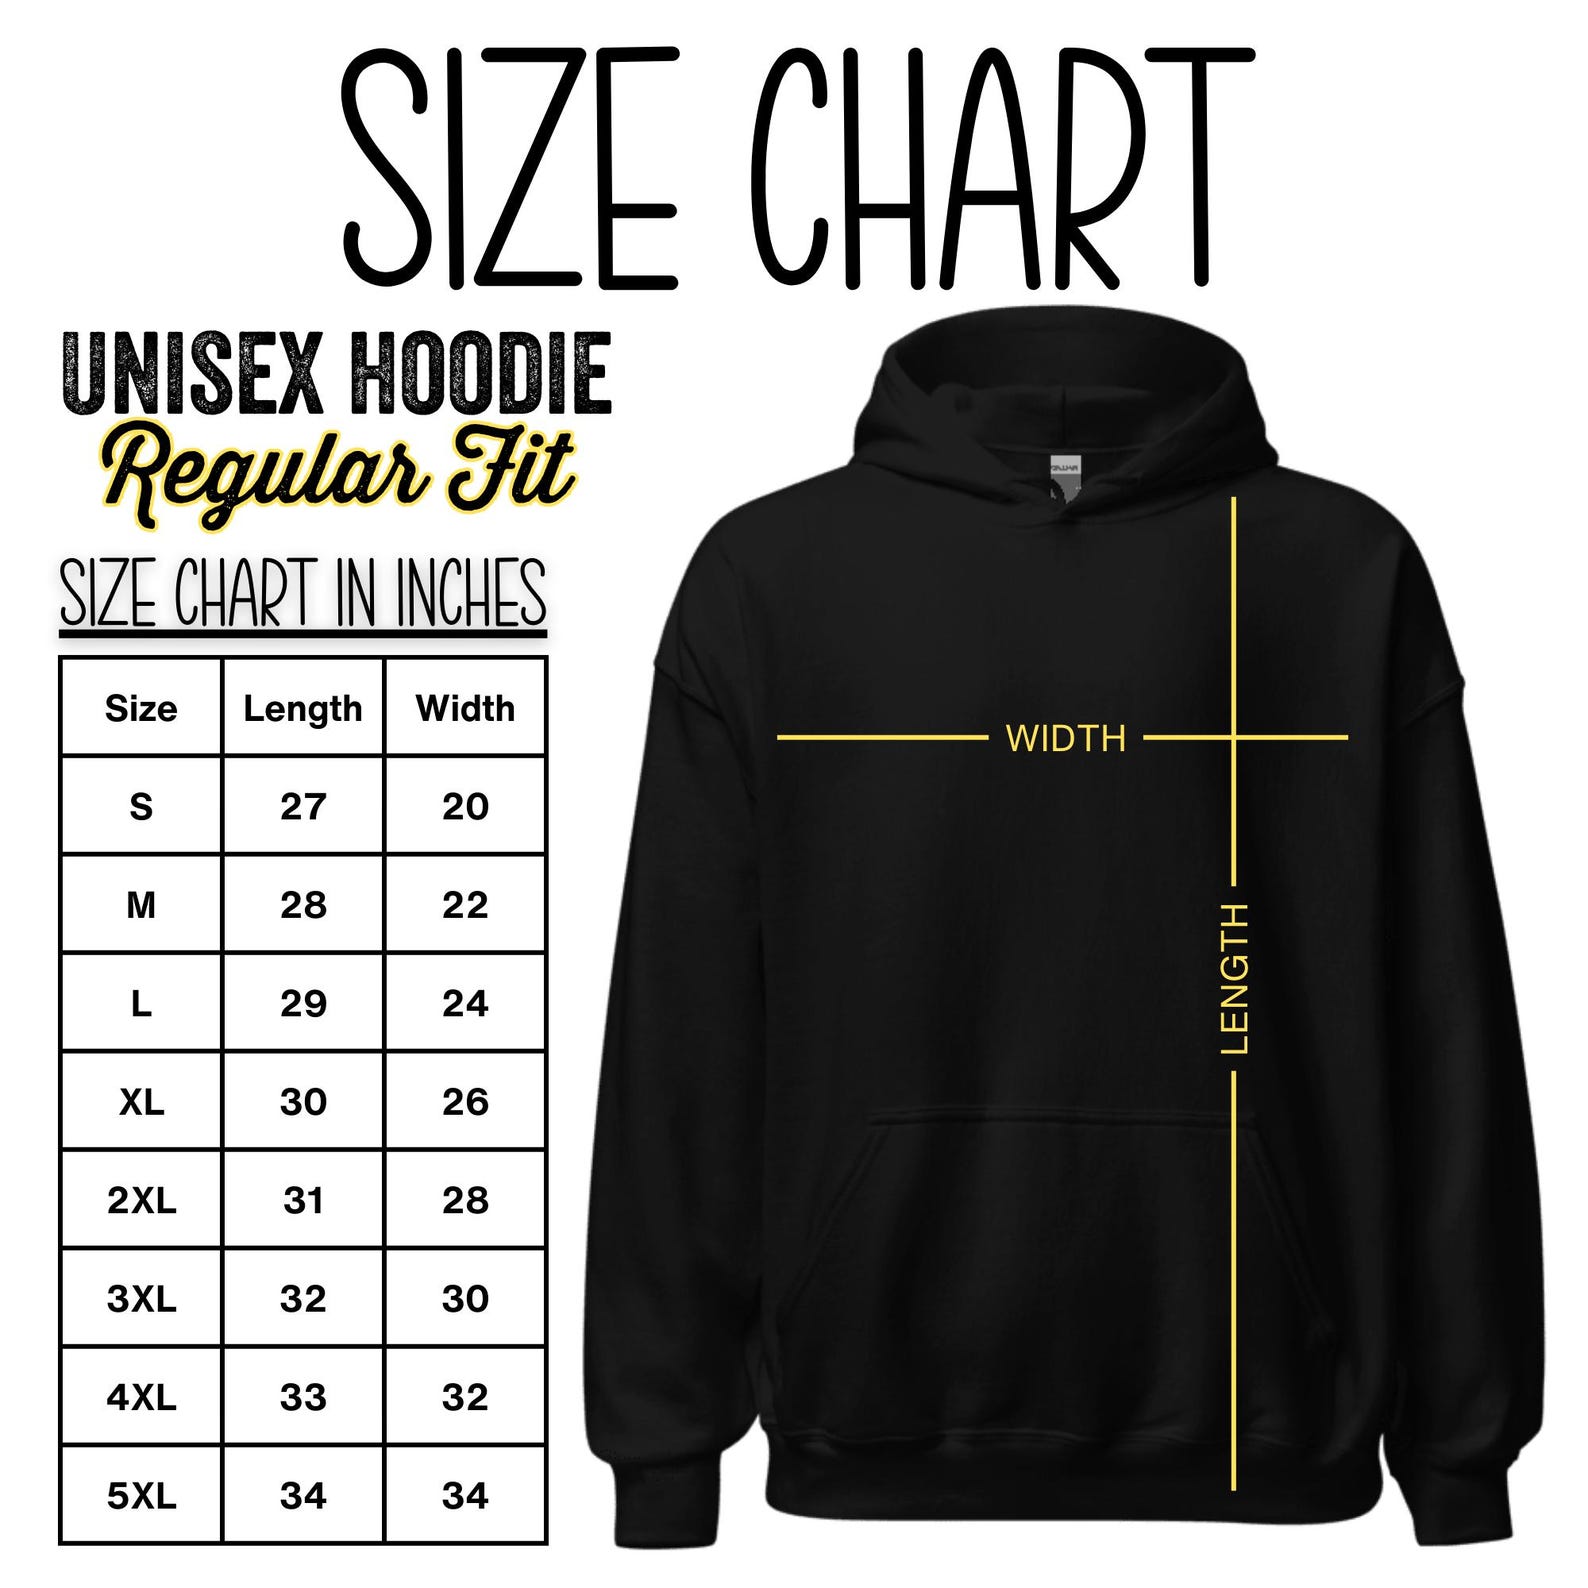 SIZE CHART
UNISEX HOODIE
Regular Fit
SIZE CHART IN INCHES
Size Length Width
S 27 20
M 28 22
L 29 24
XL 30 26
2XL 31 28
3XL 32 30
4XL 33 32
5XL 34 34
WIDTH
LENGTH